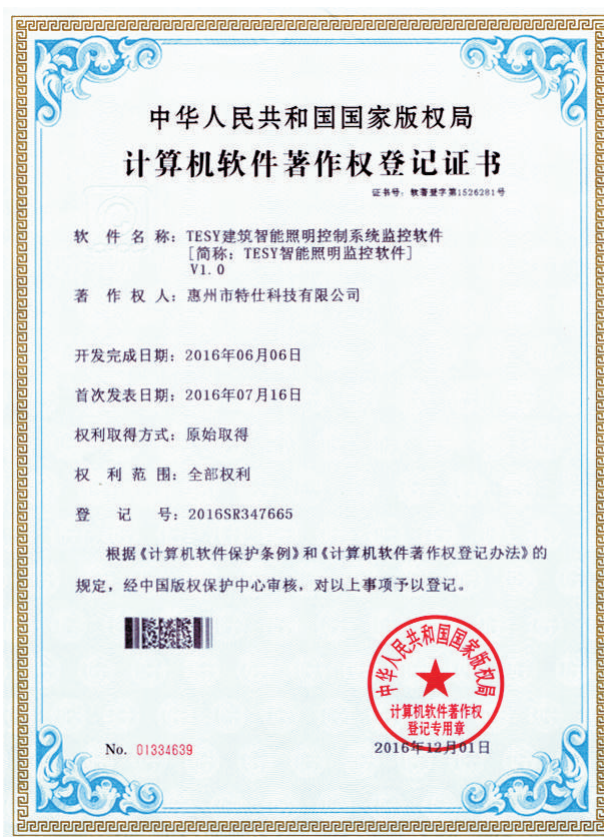 中华人民共和国国家版权局
计算机软件著作权登记证书
证书号: 软著登字第1526281号
软 件 名 称: TESY建筑智能照明控制系统监控软件
[简称: TESY智能照明监控软件]
V1.0
著 作 权 人: 惠州市特仕科技有限公司
开发完成日期: 2016年06月06日
首次发表日期: 2016年07月16日
权利取得方式: 原始取得
权 利 范 围: 全部权利
登 记 号: 2016SR347665
根据《计算机软件保护条例》和《计算机软件著作权登记办法》的
规定，经中国版权保护中心审核，对以上事项予以登记。
中华人民共和国国家版权局
计算机软件著作权
登记专用章
No. 01334639
2016年12月01日